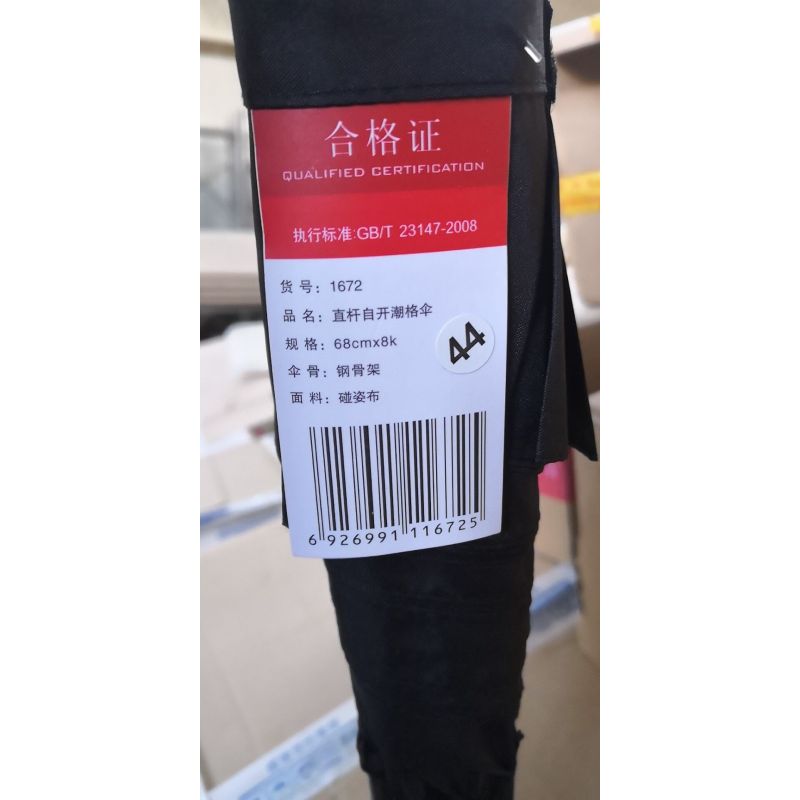 合格证
QUALIFIED CERTIFICATION
执行标准:GB/T 23147-2008
货 号：1672
品 名：直杆自开潮格伞
规 格：68cmx8k
44
伞 骨：钢骨架
面 料：碰姿布
6 926991 116725